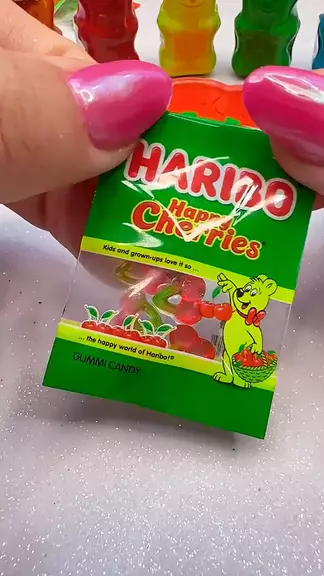 HARIBO
Happy
Cherries
Kids and grown-ups love it so ...
... the happy world of Haribo!
GUMMI CANDY